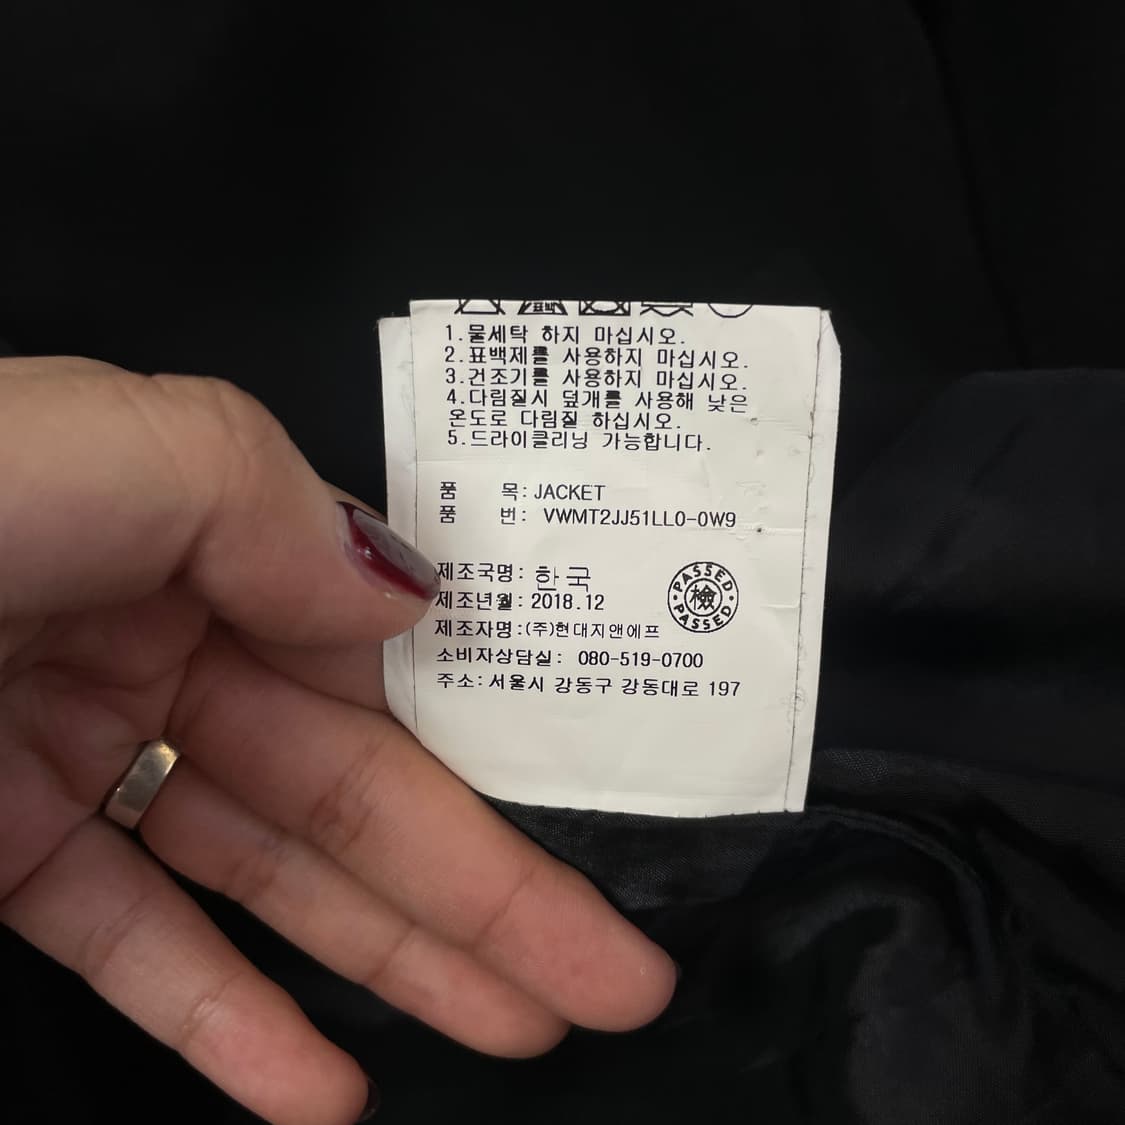 표백
1.물세탁 하지 마십시오.
2.표백제를 사용하지 마십시오.
3.건조기를 사용하지 마십시오.
4.다림질시 덮개를 사용해 낮은
온도로 다림질 하십시오.
5.드라이클리닝 가능합니다.
품 목: JACKET
품 번: VWMT2JJ51LL0-0W9
제조국명: 한국
제조년월: 2018.12
제조자명:(주)현대지앤에프
소비자상담실: 080-519-0700
주소: 서울시 강동구 강동대로 197
PASSED
檢
PASSED